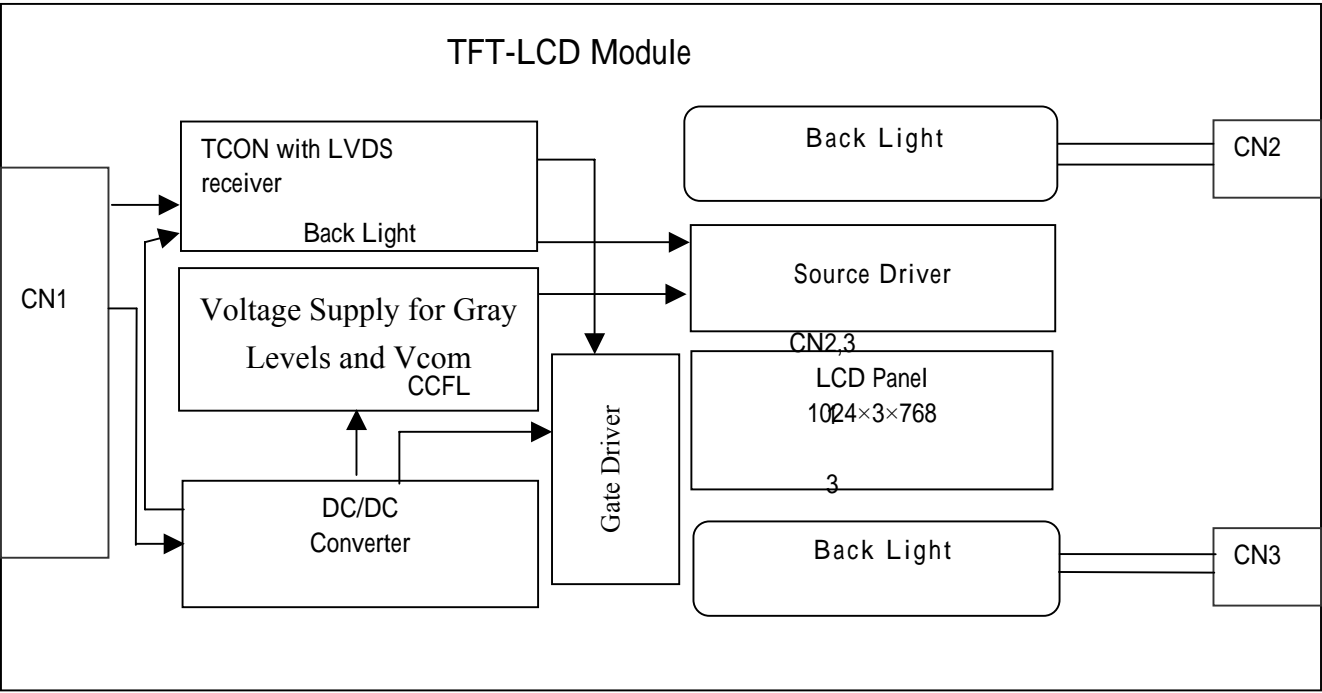 TFT-LCD Module
TCON with LVDS
receiver
Back Light
Back Light
CN2
CN1
Voltage Supply for Gray
Levels and Vcom
CCFL
Source Driver
CN2,3
LCD Panel
1024×3×768
1
3
Gate Driver
DC/DC
Converter
Back Light
CN3